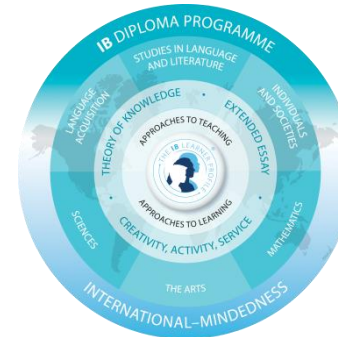 IB DIPLOMA PROGRAMME
STUDIES IN LANGUAGE
AND LITERATURE
LANGUAGE
ACQUISITION
INDIVIDUALS
AND SOCIETIES
THEORY OF KNOWLEDGE
EXTENDED ESSAY
APPROACHES TO TEACHING
THE IB LEARNER PROFILE
APPROACHES TO LEARNING
CREATIVITY, ACTIVITY, SERVICE
SCIENCES
MATHEMATICS
THE ARTS
INTERNATIONAL–MINDEDNESS